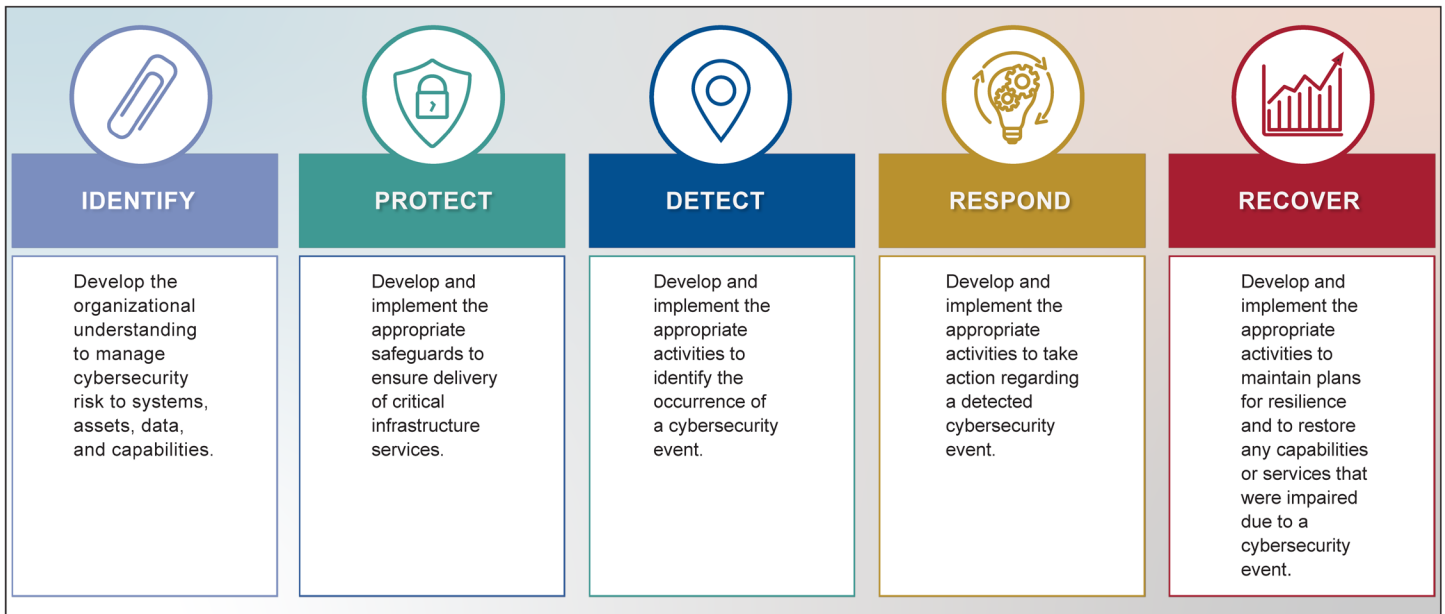 IDENTIFY
Develop the
organizational
understanding
to manage
cybersecurity
risk to systems,
assets, data,
and capabilities.
PROTECT
Develop and
implement the
appropriate
safeguards to
ensure delivery
of critical
infrastructure
services.
DETECT
Develop and
implement the
appropriate
activities to
identify the
occurrence of
a cybersecurity
event.
RESPOND
Develop and
implement the
appropriate
activities to take
action regarding
a detected
cybersecurity
event.
RECOVER
Develop and
implement the
appropriate
activities to
maintain plans
for resilience
and to restore
any capabilities
or services that
were impaired
due to a
cybersecurity
event.